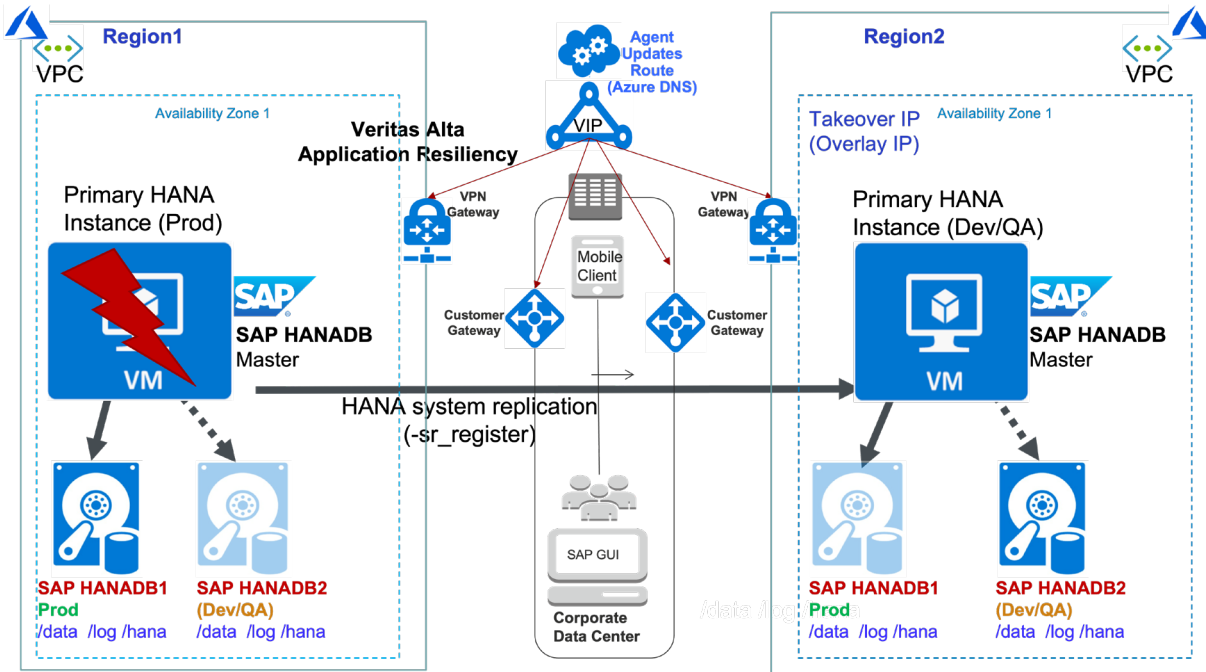 Region1
VPC
Availability Zone 1
Primary HANA
Instance (Prod)
SAP
®
SAP HANADB
Master
VM
SAP HANADB1
Prod
/data /log /hana
SAP HANADB2
(Dev/QA)
/data /log /hana
Veritas Alta
Application Resiliency
Agent
Updates
Route
(Azure DNS)
VIP
VPN
Gateway
VPN
Gateway
Mobile
Client
Customer
Gateway
Customer
Gateway
HANA system replication
(-sr_register)
SAP GUI
Corporate
Data Center
Region2
VPC
Takeover IP
(Overlay IP)
Availability Zone 1
Primary HANA
Instance (Dev/QA)
SAP
®
SAP HANADB
Master
VM
/data /log
SAP HANADB1
Prod
/data /log /hana
SAP HANADB2
(Dev/QA)
/data /log /hana